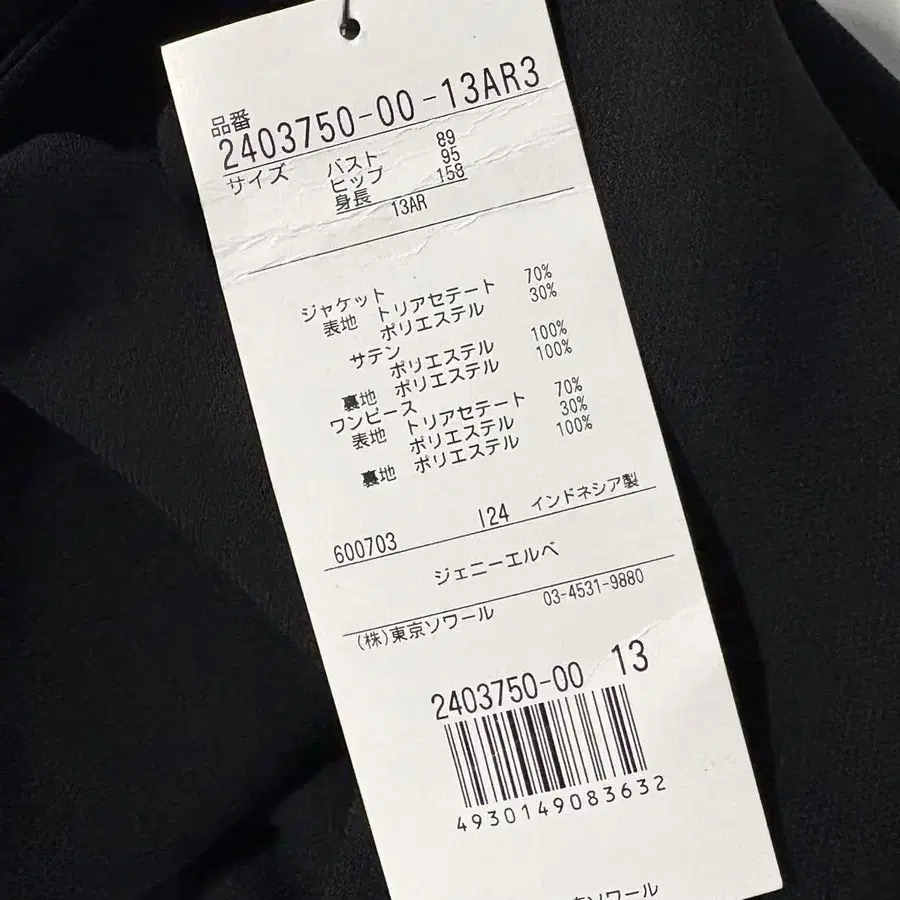 品番
2403750-00-13AR3
サイズ バスト 89
ヒップ 95
身長 158
13AR
ジャケット
表地 トリアセテート 70%
ポリエステル 30%
サテン
ポリエステル 100%
裏地 ポリエステル 100%
ワンピース
表地 トリアセテート 70%
ポリエステル 30%
裏地 ポリエステル 100%
600703 I24 インドネシア製
ジェニーエルベ
(株)東京ソワール 03-4531-9880
2403750-00 13
4930149083632
京ソワール